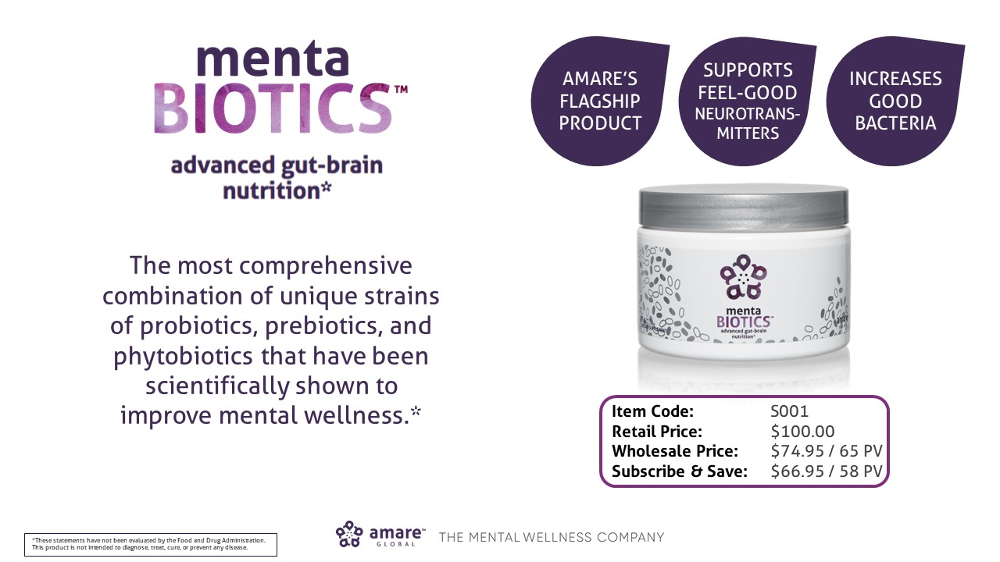 menta
BIOTICS™
advanced gut-brain
nutrition*
The most comprehensive
combination of unique strains
of probiotics, prebiotics, and
phytobiotics that have been
scientifically shown to
improve mental wellness.*
AMARE’S
FLAGSHIP
PRODUCT
SUPPORTS
FEEL-GOOD
NEUROTRANS-
MITTERS
INCREASES
GOOD
BACTERIA
menta
BIOTICS™
advanced gut-brain
nutrition*
Item Code: S001
Retail Price: $100.00
Wholesale Price: $74.95 / 65 PV
Subscribe & Save: $66.95 / 58 PV
*These statements have not been evaluated by the Food and Drug Administration.
This product is not intended to diagnose, treat, cure, or prevent any disease.
amare™
GLOBAL
THE MENTAL WELLNESS COMPANY